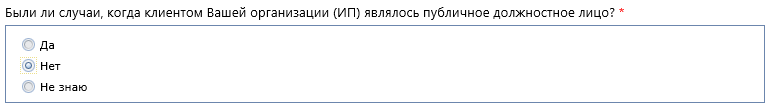 Были ли случаи, когда клиентом Вашей организации (ИП) являлось публичное должностное лицо? *
Да
Нет
Не знаю